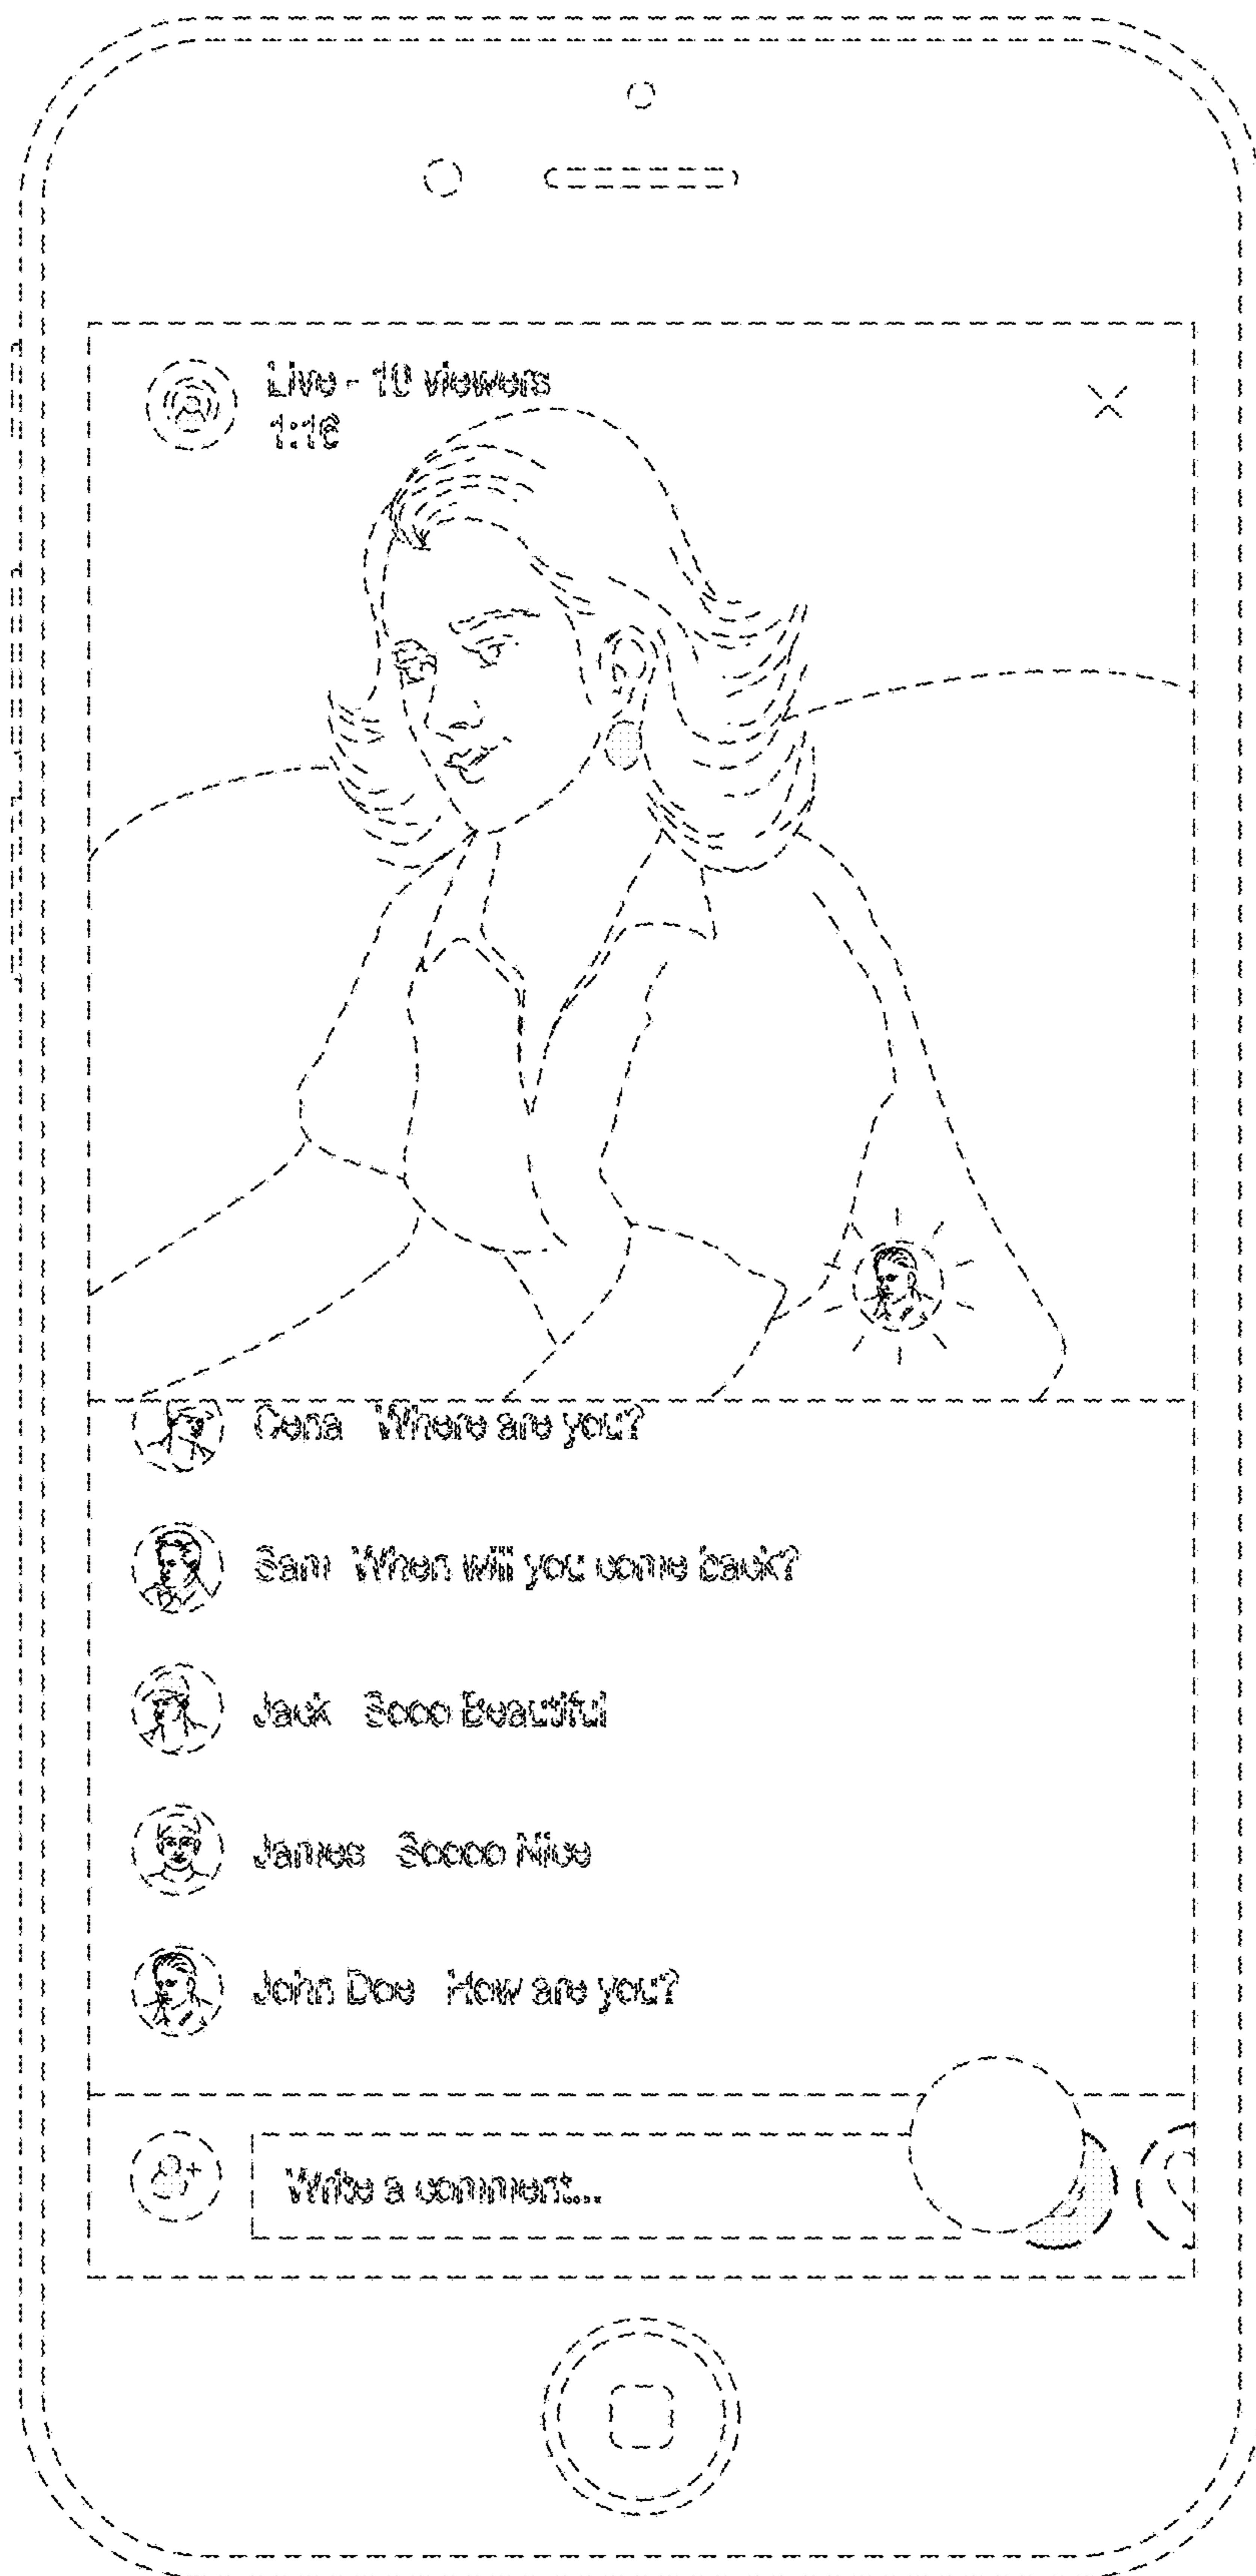 Live - 10 viewers
1:16
Gena Where are you?
Sam When will you come back?
Jack Sooo Beautiful
James Soooo Nice
John Doe How are you?
Write a comment...